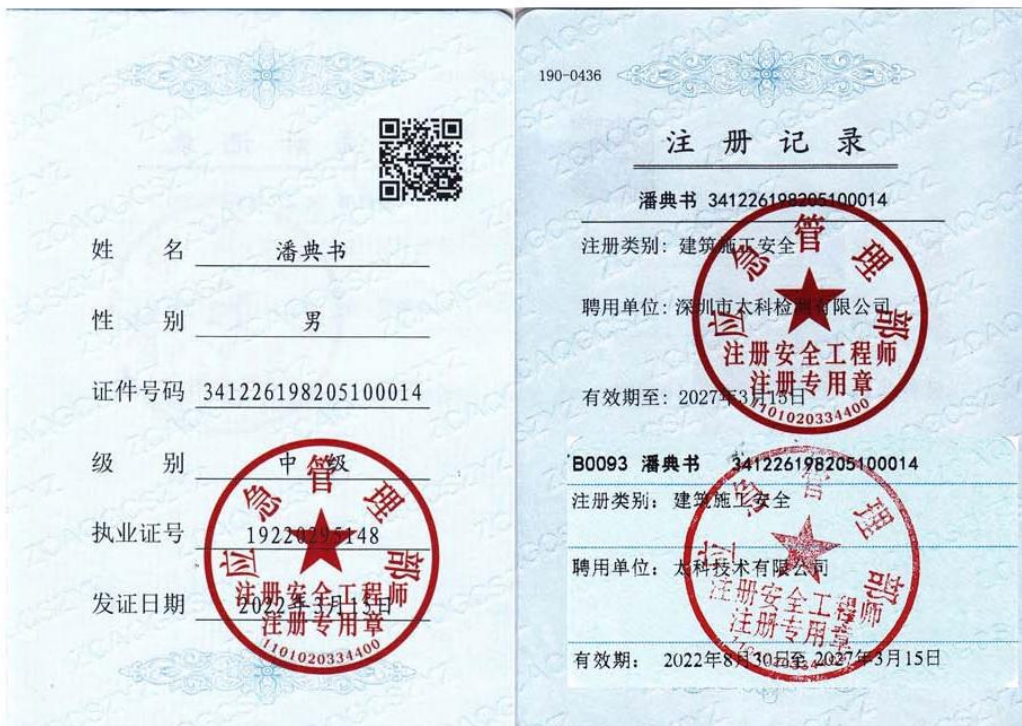 姓 名 潘典书
性 别 男
证件号码 341226198205100014
级 别 中 级
执业证号 19220295148
发证日期 2022年3月15日
应急管理部
注册安全工程师
注册专用章
1101020334400
190-0436
注 册 记 录
潘典书 341226198205100014
注册类别: 建筑施工安全
聘用单位: 深圳市太科检测有限公司
有效期至: 2027年3月15日
应急管理部
注册安全工程师
注册专用章
1101020334400
B0093 潘典书 341226198205100014
注册类别: 建筑施工安全
聘用单位: 太科技术有限公司
有效期: 2022年8月30日至 2027年3月15日
应急管理部
注册安全工程师
注册专用章